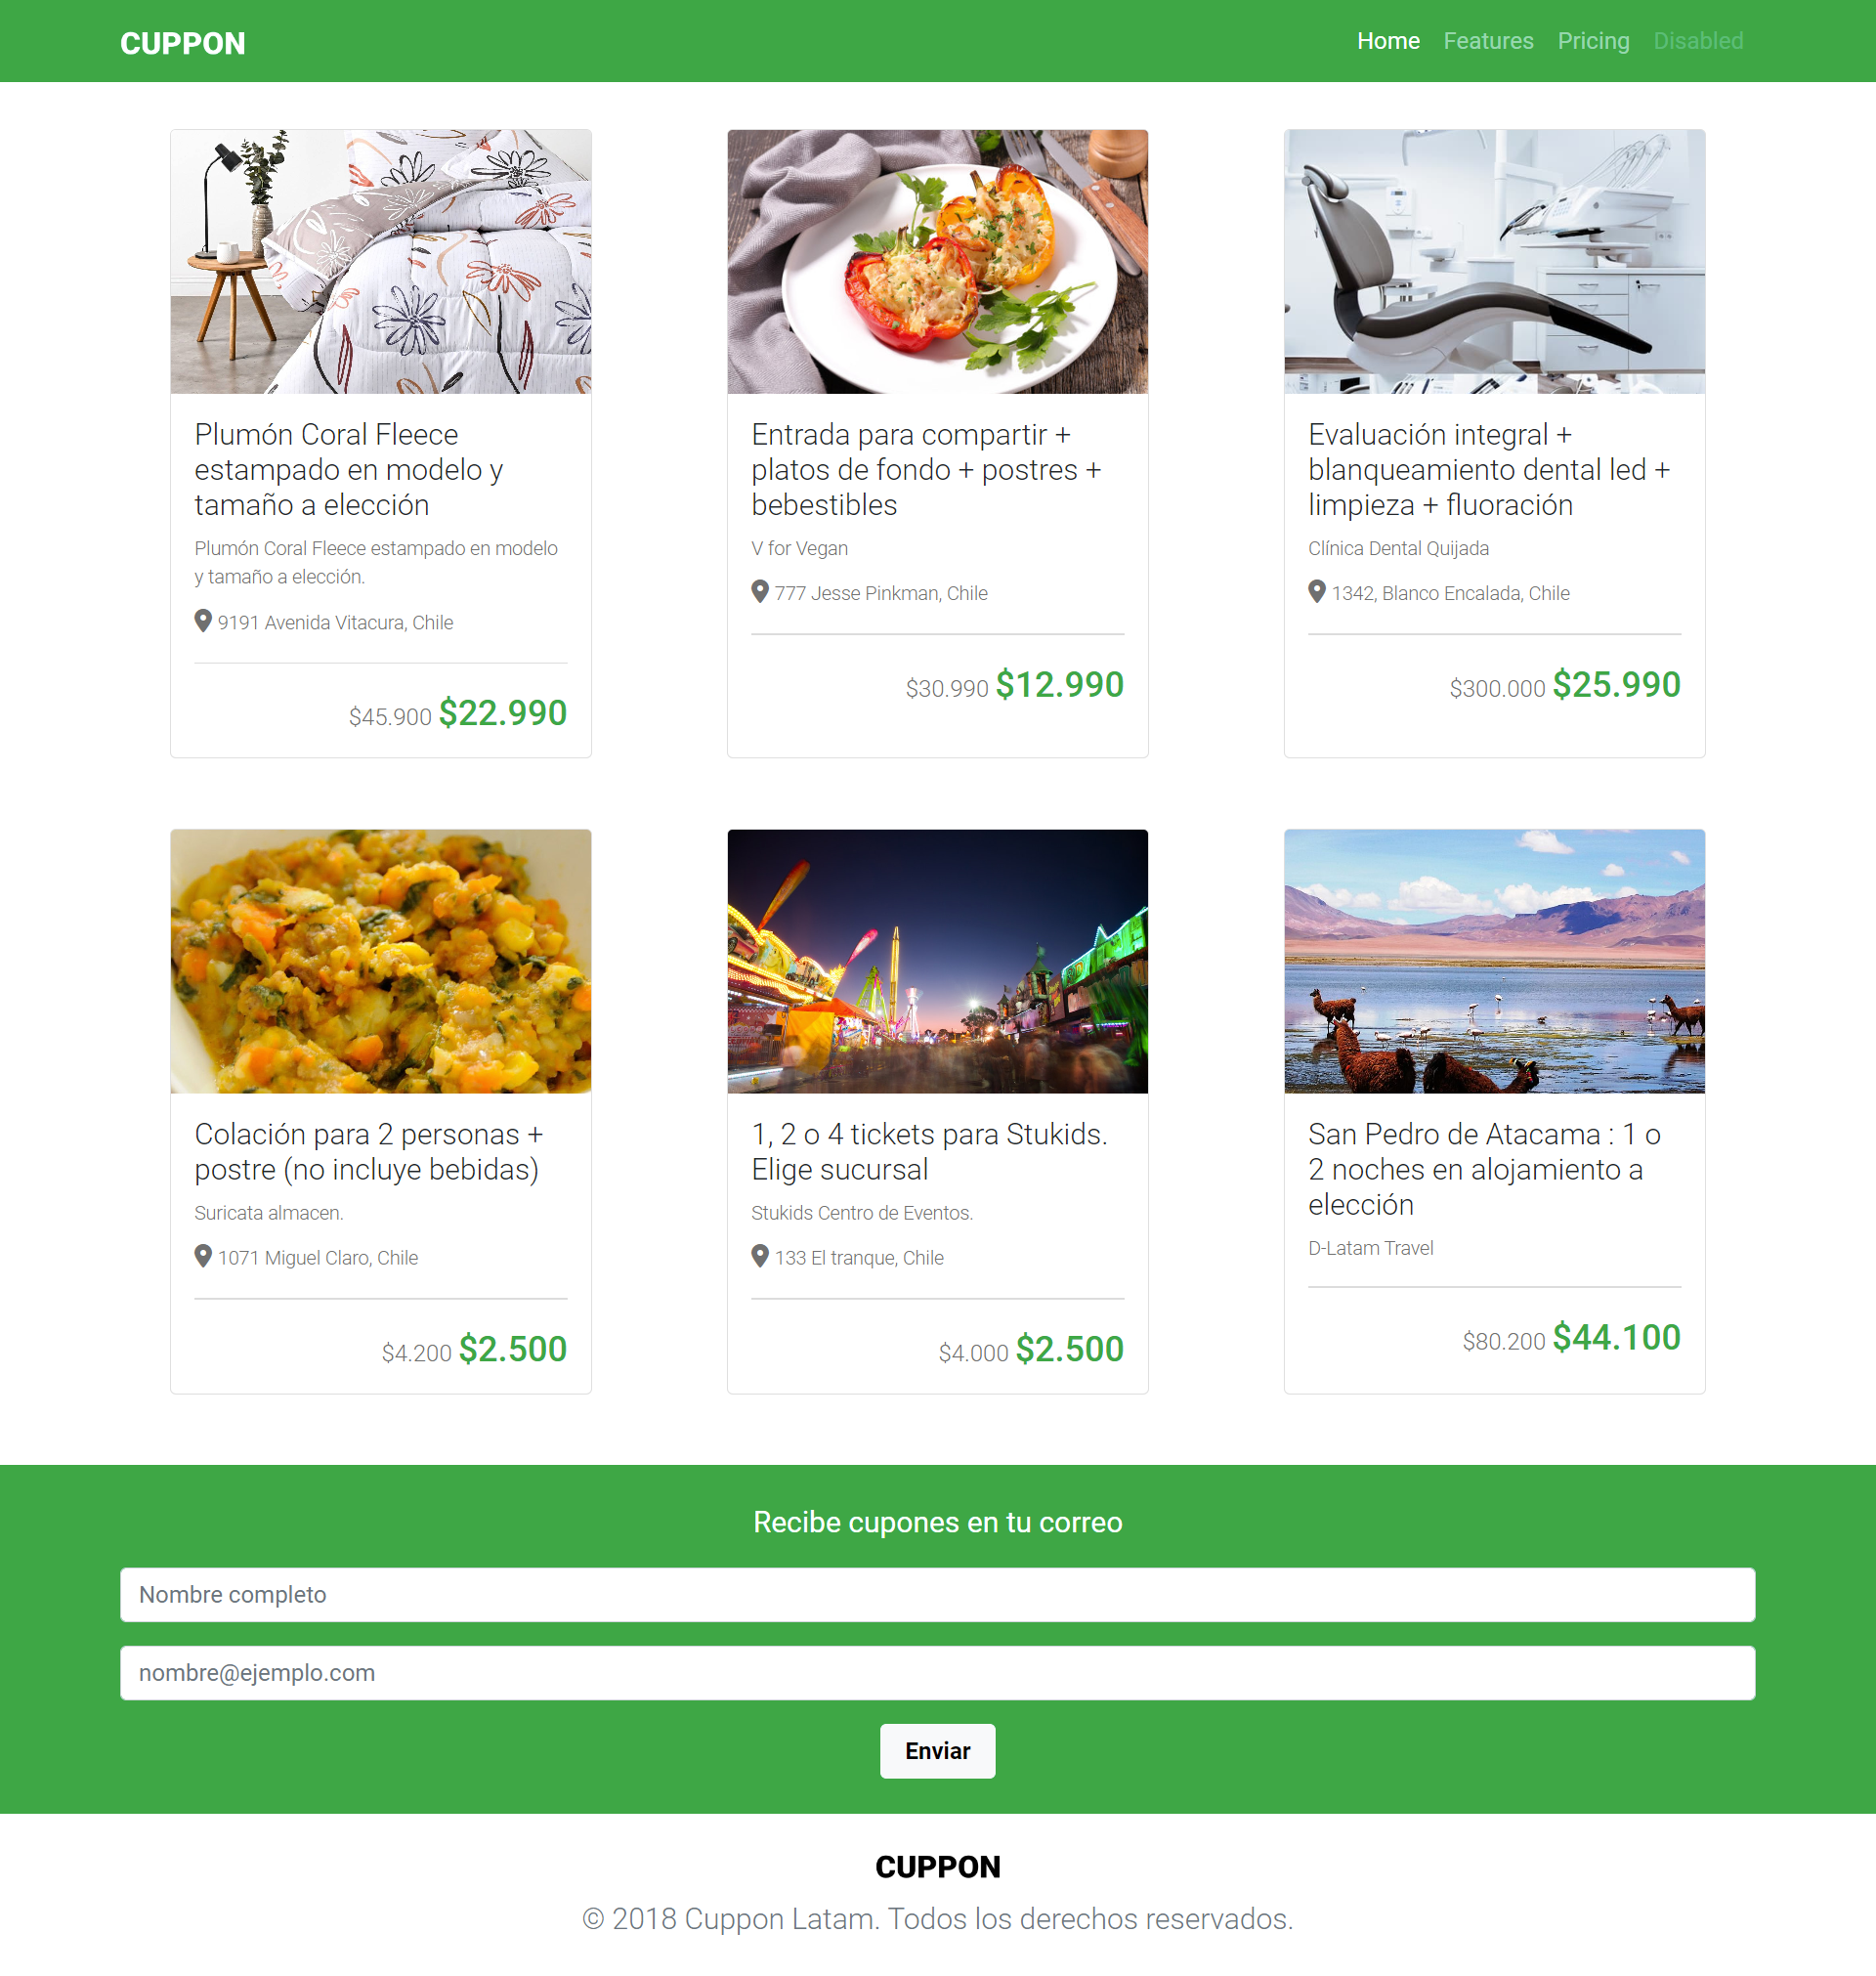 CUPPON
Home Features Pricing Disabled
Plumón Coral Fleece
estampado en modelo y
tamaño a elección
Plumón Coral Fleece estampado en modelo
y tamaño a elección.
9191 Avenida Vitacura, Chile
$45.900 $22.990
Entrada para compartir +
platos de fondo + postres +
bebestibles
V for Vegan
777 Jesse Pinkman, Chile
$30.990 $12.990
Evaluación integral +
blanqueamiento dental led +
limpieza + fluoración
Clínica Dental Quijada
1342, Blanco Encalada, Chile
$300.000 $25.990
Colación para 2 personas +
postre (no incluye bebidas)
Suricata almacen.
1071 Miguel Claro, Chile
$4.200 $2.500
1, 2 o 4 tickets para Stukids.
Elige sucursal
Stukids Centro de Eventos.
133 El tranque, Chile
$4.000 $2.500
San Pedro de Atacama : 1 o
2 noches en alojamiento a
elección
D-Latam Travel
$80.200 $44.100
Recibe cupones en tu correo
Nombre completo
nombre@ejemplo.com
Enviar
CUPPON
© 2018 Cuppon Latam. Todos los derechos reservados.